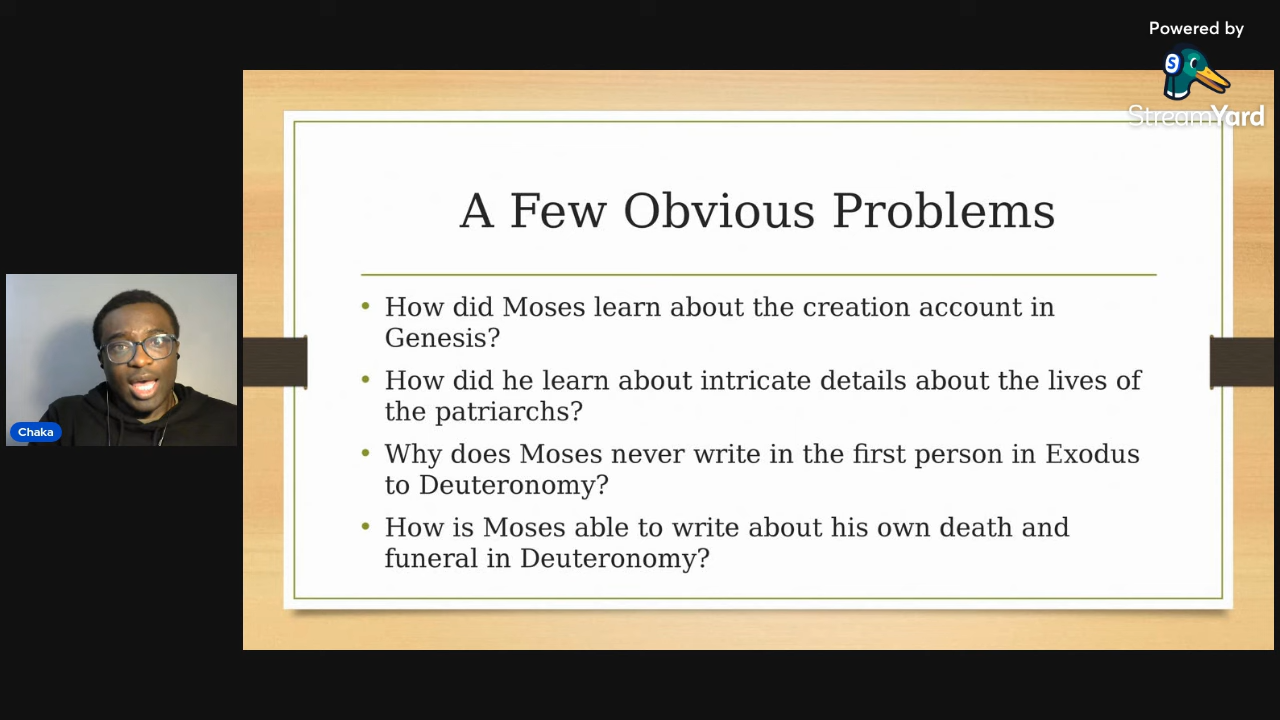 Powered by
S
StreamYard
A Few Obvious Problems
• How did Moses learn about the creation account in
Genesis?
• How did he learn about intricate details about the lives of
the patriarchs?
• Why does Moses never write in the first person in Exodus
to Deuteronomy?
• How is Moses able to write about his own death and
funeral in Deuteronomy?
Chaka